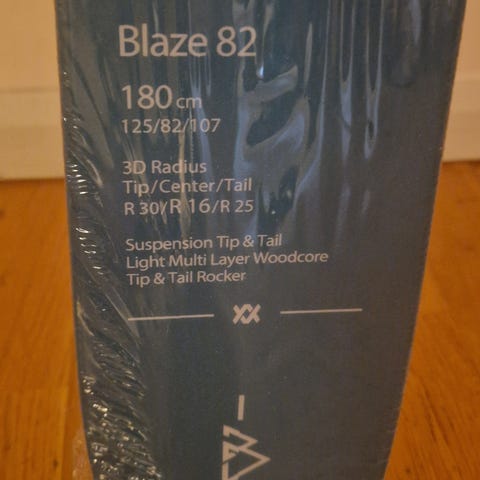 Blaze 82
180 cm
125/82/107
3D Radius
Tip/Center/Tail
R 30/R 16/R 25
Suspension Tip & Tail
Light Multi Layer Woodcore
Tip & Tail Rocker